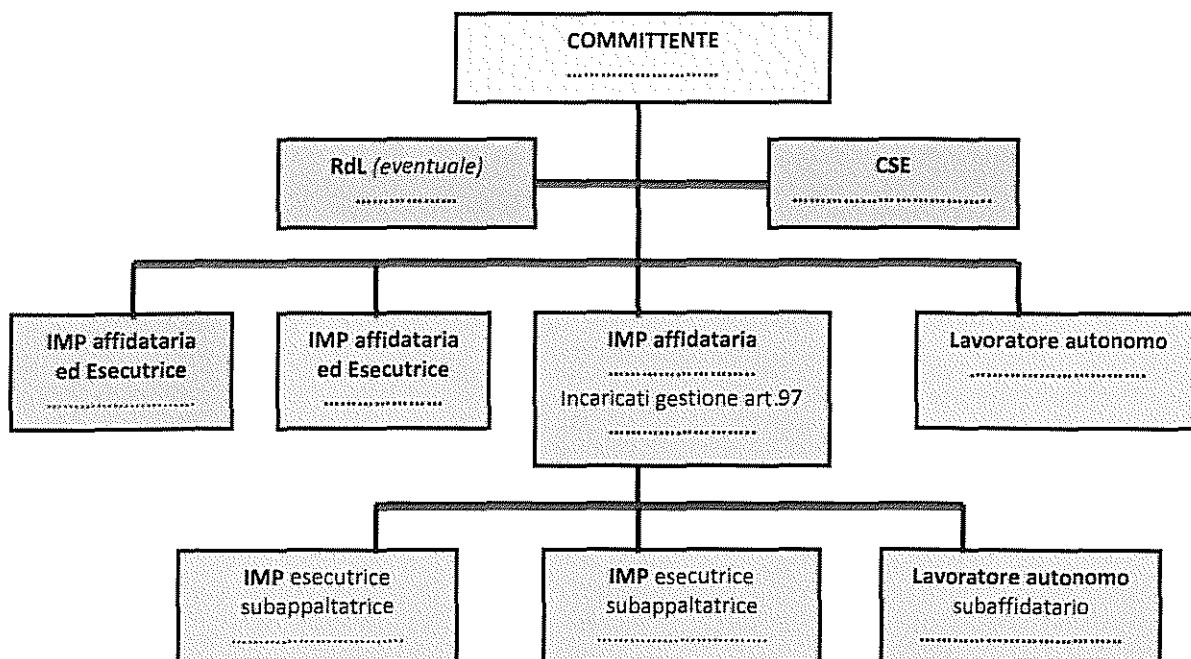 COMMITTENTE
........................
RdL (eventuale)
................
CSE
................................
IMP affidataria
ed Esecutrice
........................
IMP affidataria
ed Esecutrice
...................
IMP affidataria
........................
Incaricati gestione art.97
........................
Lavoratore autonomo
............................
IMP esecutrice
subappaltatrice
............................
IMP esecutrice
subappaltatrice
............................
Lavoratore autonomo
subaffidatario
............................